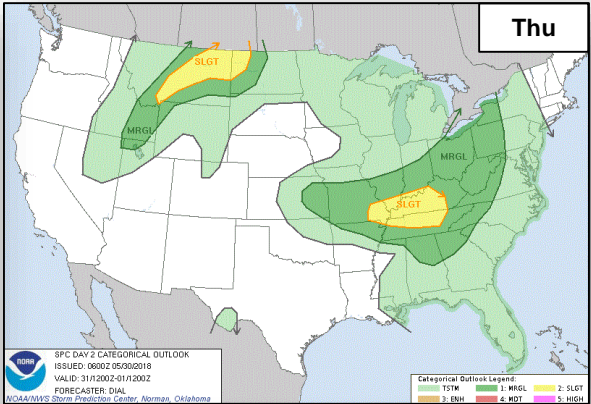 Thu
SLGT
MRGL
MRGL
SLGT
NOAA
SPC DAY 2 CATEGORICAL OUTLOOK
ISSUED: 0600Z 05/30/2018
VALID: 31/1200Z-01/1200Z
FORECASTER: DIAL
NOAA/NWS Storm Prediction Center, Norman, Oklahoma
Categorical Outlook Legend:
TSTM 1: MRGL 2: SLGT
3: ENH 4: MDT 5: HIGH